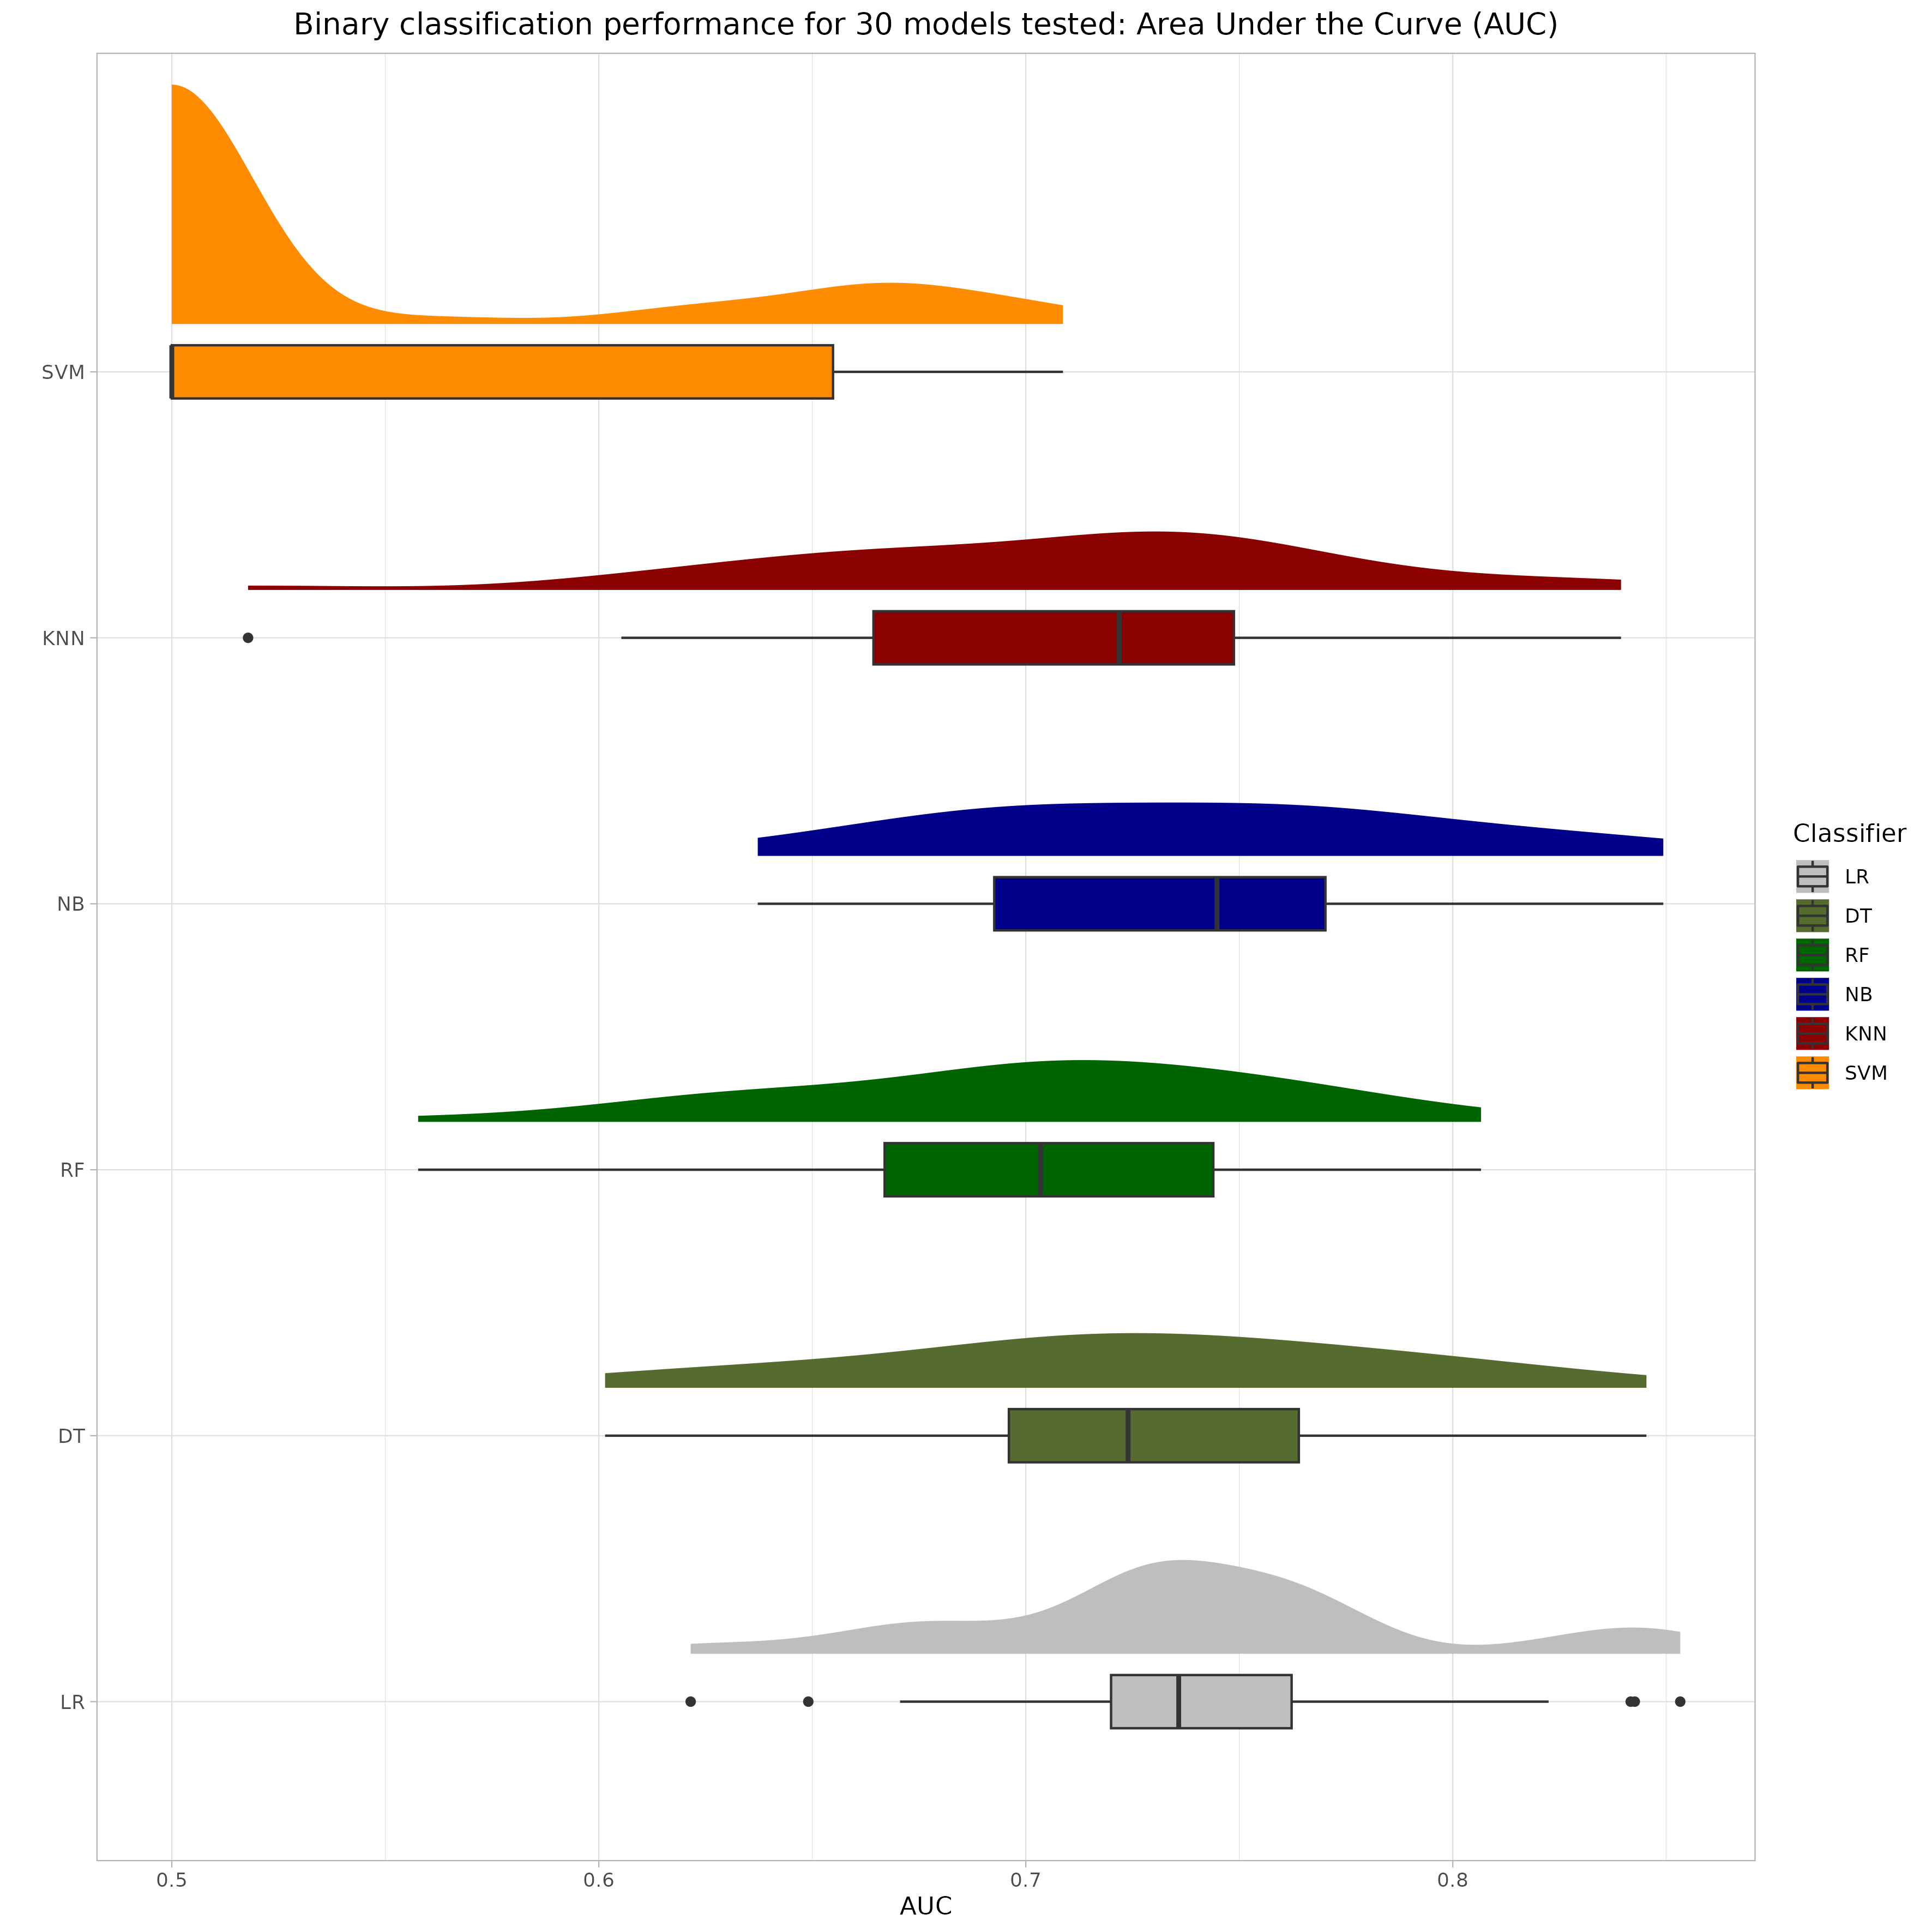 Binary classification performance for 30 models tested: Area Under the Curve (AUC)
SVM
KNN
NB
RF
DT
LR
0.5
0.6
0.7
0.8
AUC
Classifier
LR
DT
RF
NB
KNN
SVM